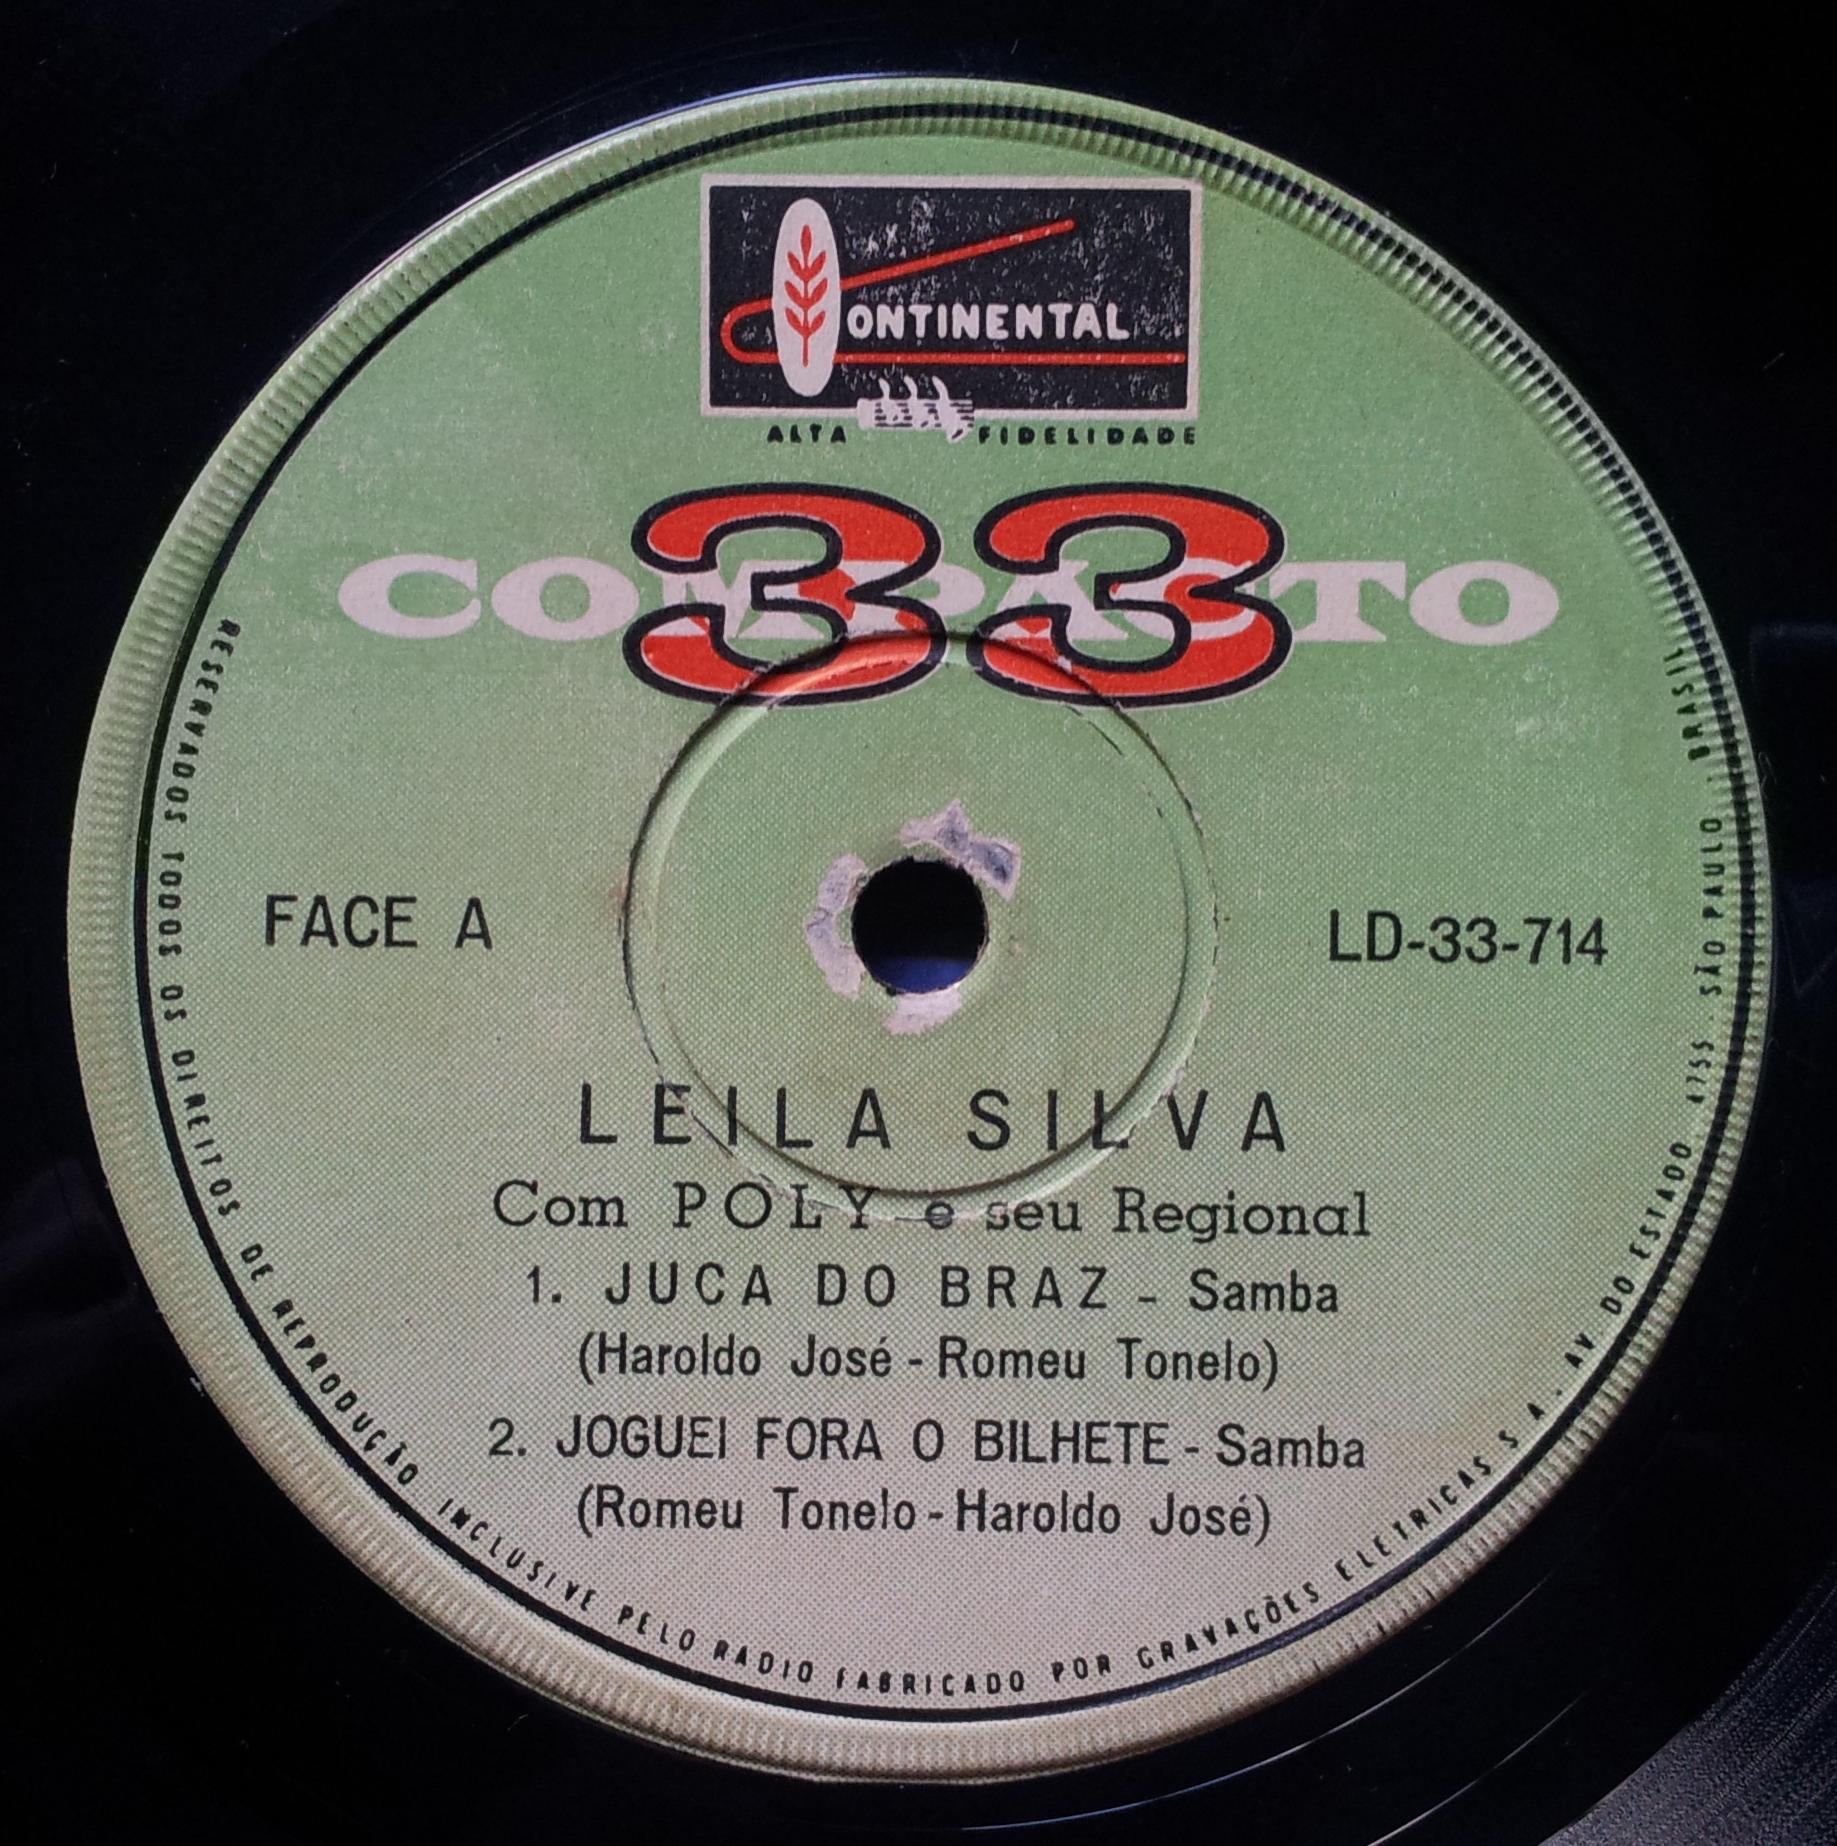 CONTINENTAL
ALTA FIDELIDADE
COMPACTO
33
FACE A
LD-33-714
LEILA SILVA
Com POLY e seu Regional
1. JUCA DO BRAZ - Samba
(Haroldo José - Romeu Tonelo)
2. JOGUEI FORA O BILHETE - Samba
(Romeu Tonelo - Haroldo José)
RESERVADOS TODOS OS DIREITOS DE REPRODUÇÃO INCLUSIVE PELO RADIO FABRICADO POR GRAVAÇÕES ELETRICAS S. A. - AV. DO ESTADO, 4755 - SÃO PAULO - BRASIL